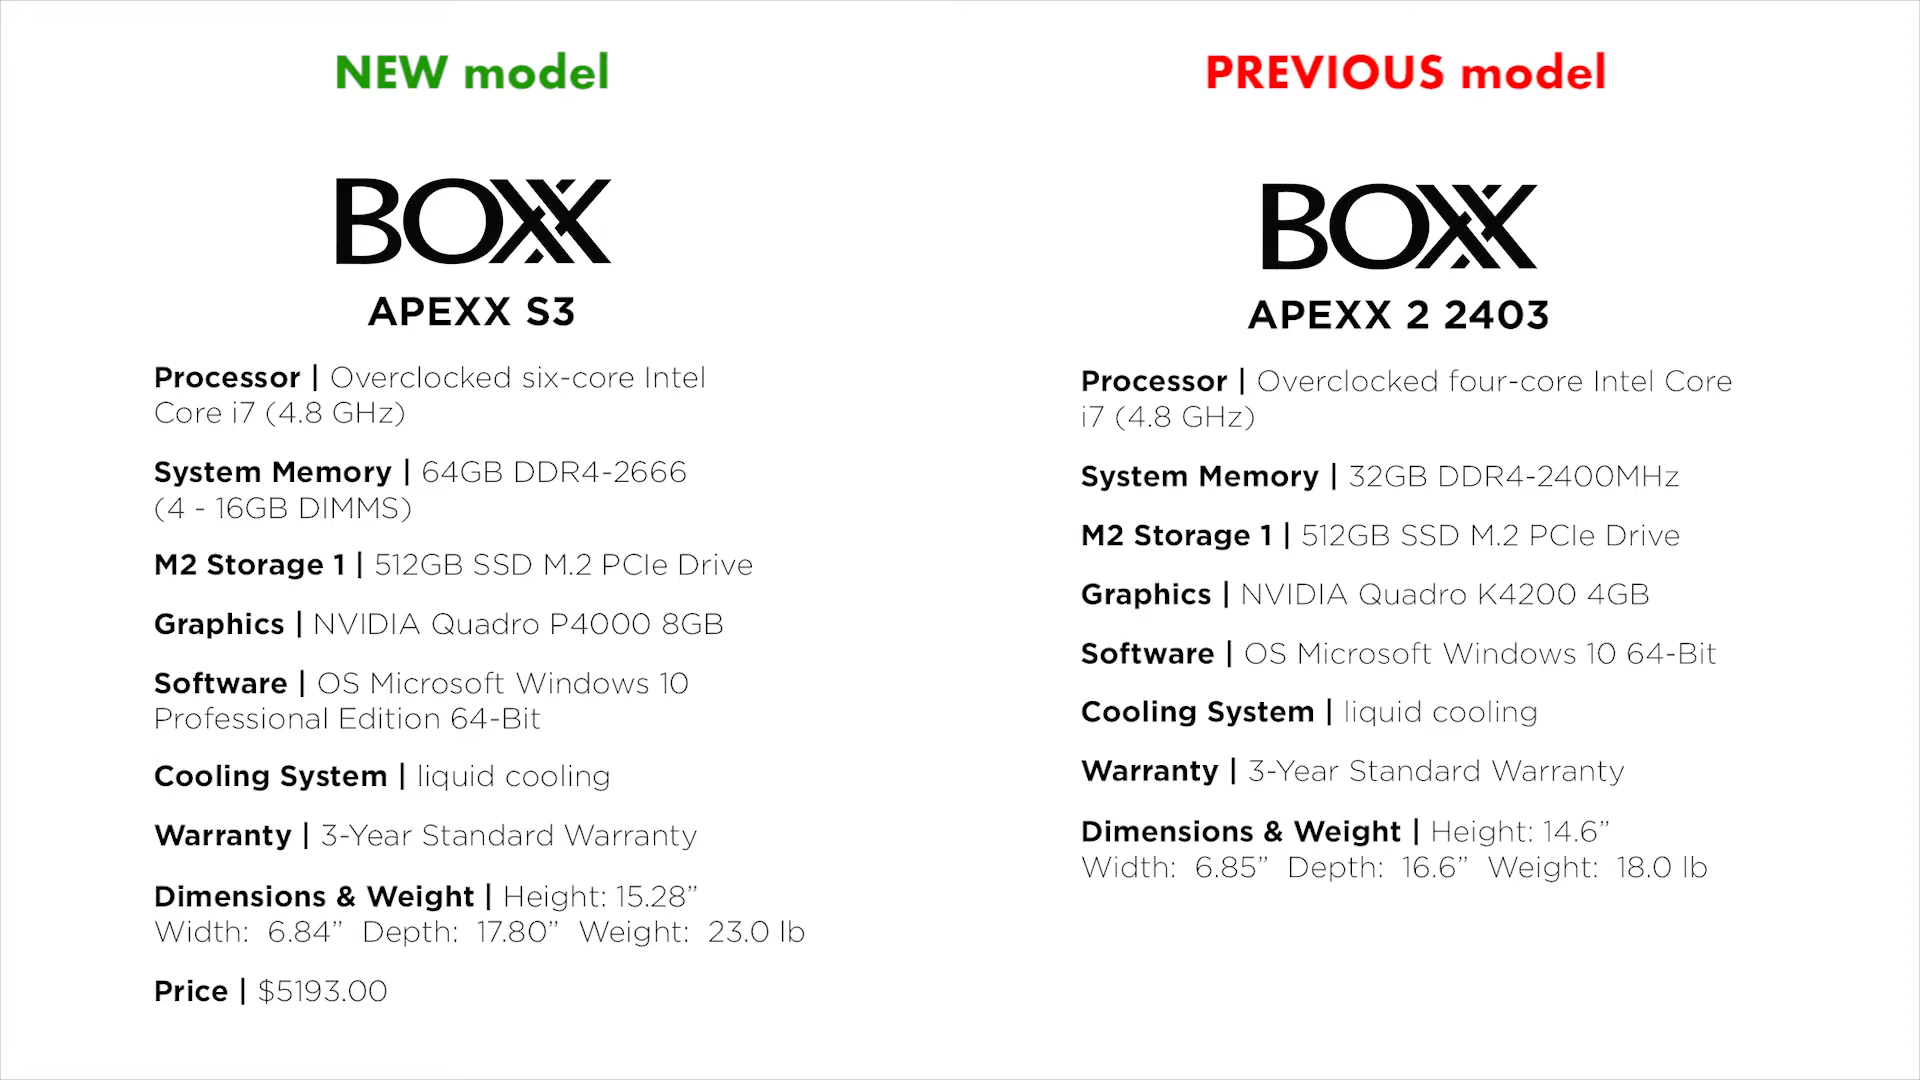 NEW model
BOXX
APEXX S3
Processor | Overclocked six-core Intel
Core i7 (4.8 GHz)
System Memory | 64GB DDR4-2666
(4 - 16GB DIMMS)
M2 Storage 1 | 512GB SSD M.2 PCIe Drive
Graphics | NVIDIA Quadro P4000 8GB
Software | OS Microsoft Windows 10
Professional Edition 64-Bit
Cooling System | liquid cooling
Warranty | 3-Year Standard Warranty
Dimensions & Weight | Height: 15.28”
Width: 6.84” Depth: 17.80” Weight: 23.0 lb
Price | $5193.00
PREVIOUS model
BOXX
APEXX 2 2403
Processor | Overclocked four-core Intel Core
i7 (4.8 GHz)
System Memory | 32GB DDR4-2400MHz
M2 Storage 1 | 512GB SSD M.2 PCIe Drive
Graphics | NVIDIA Quadro K4200 4GB
Software | OS Microsoft Windows 10 64-Bit
Cooling System | liquid cooling
Warranty | 3-Year Standard Warranty
Dimensions & Weight | Height: 14.6”
Width: 6.85” Depth: 16.6” Weight: 18.0 lb